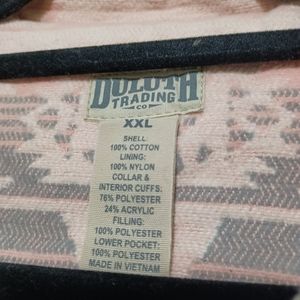 DULUTH
TRADING
CO
XXL
SHELL:
100% COTTON
LINING:
100% NYLON
COLLAR &
INTERIOR CUFFS:
76% POLYESTER
24% ACRYLIC
FILLING:
100% POLYESTER
LOWER POCKET:
100% POLYESTER
MADE IN VIETNAM